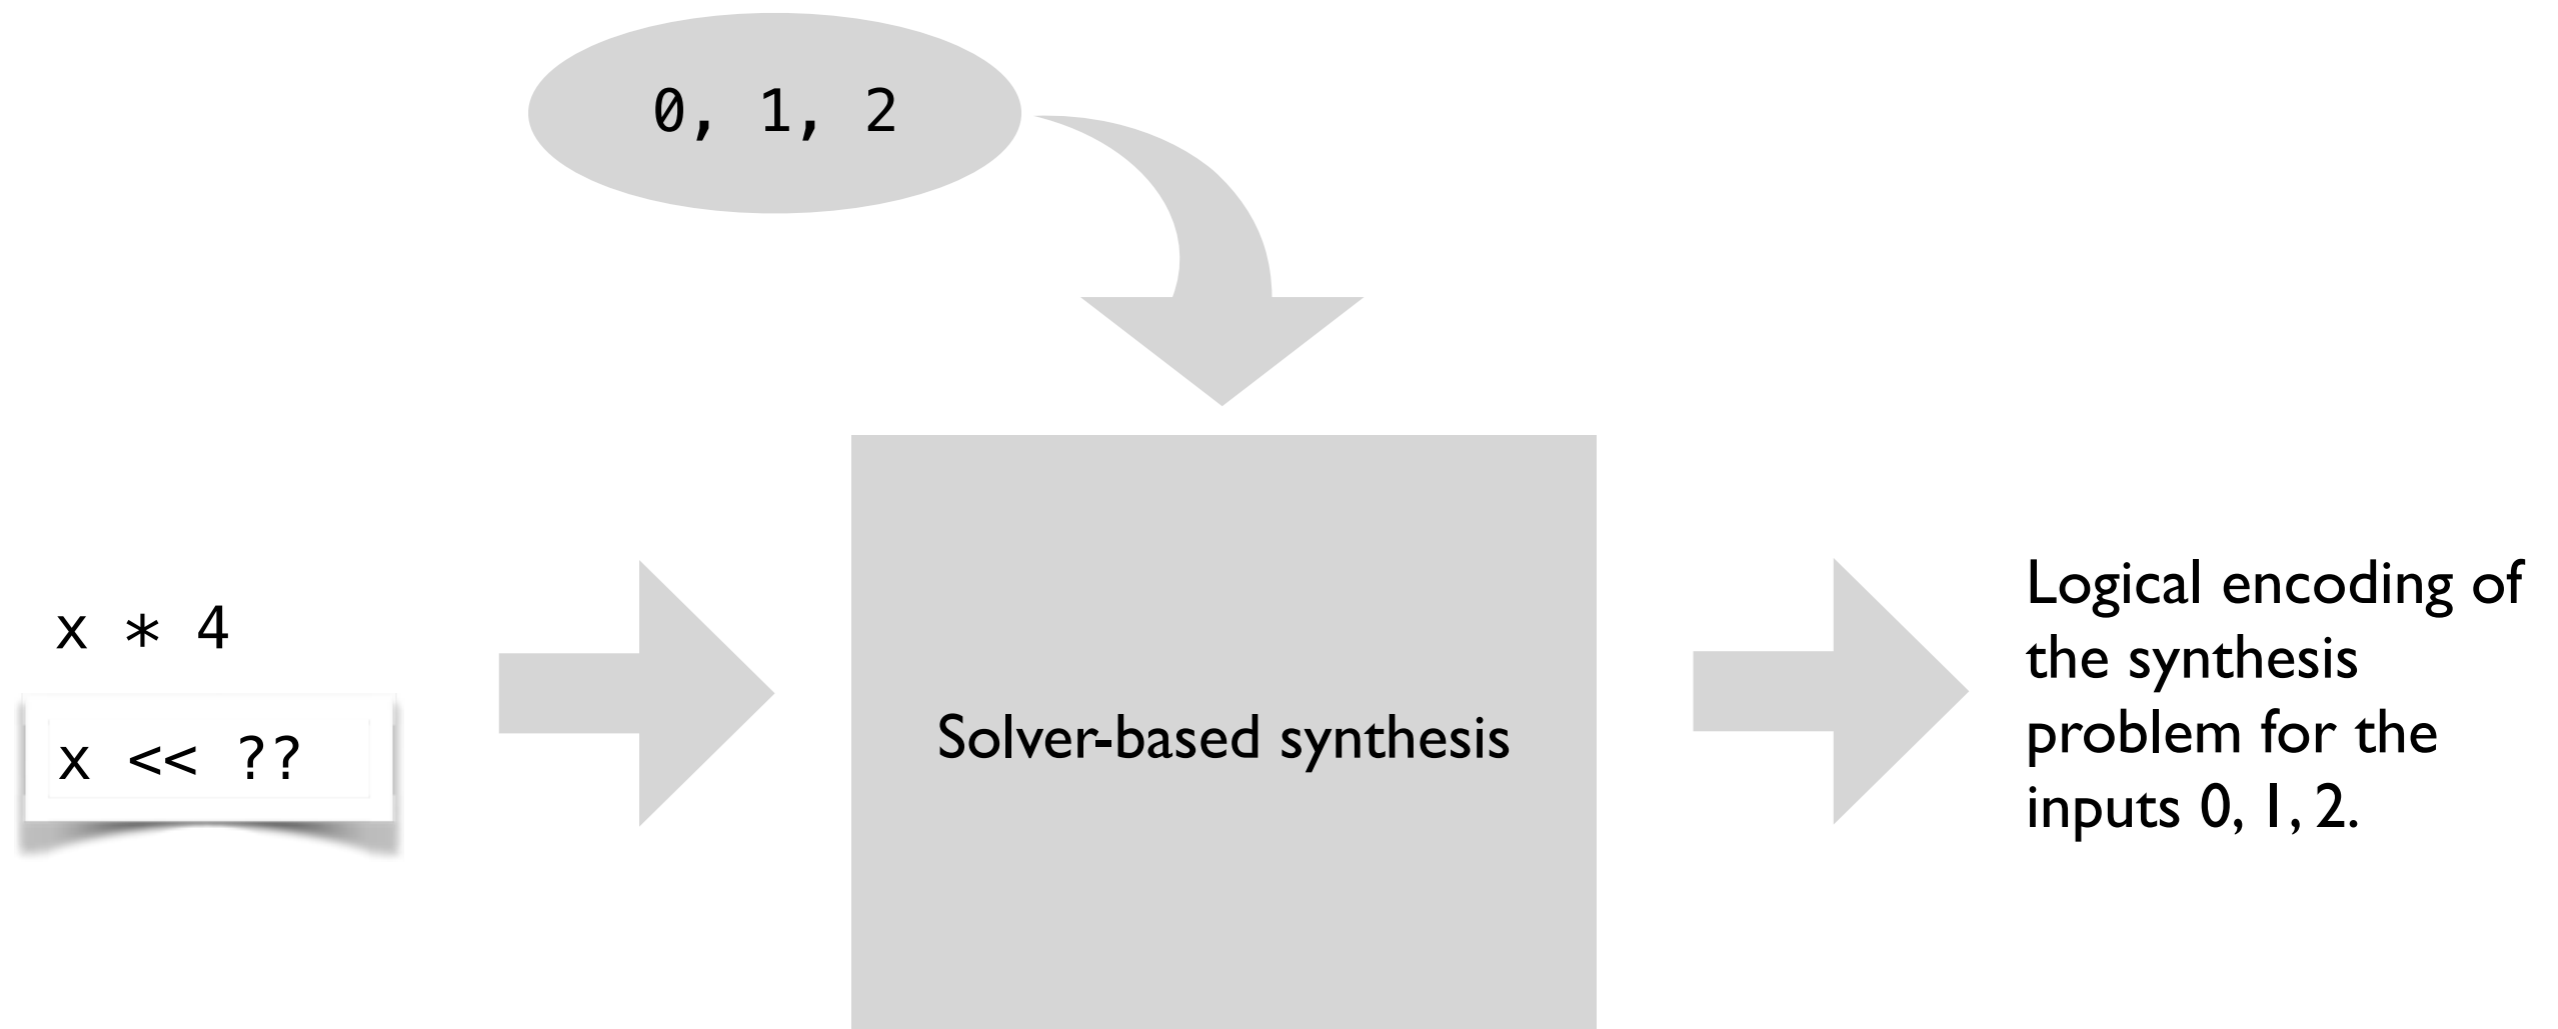 0, 1, 2
x * 4
x << ??
Solver-based synthesis
Logical encoding of
the synthesis
problem for the
inputs 0, 1, 2.